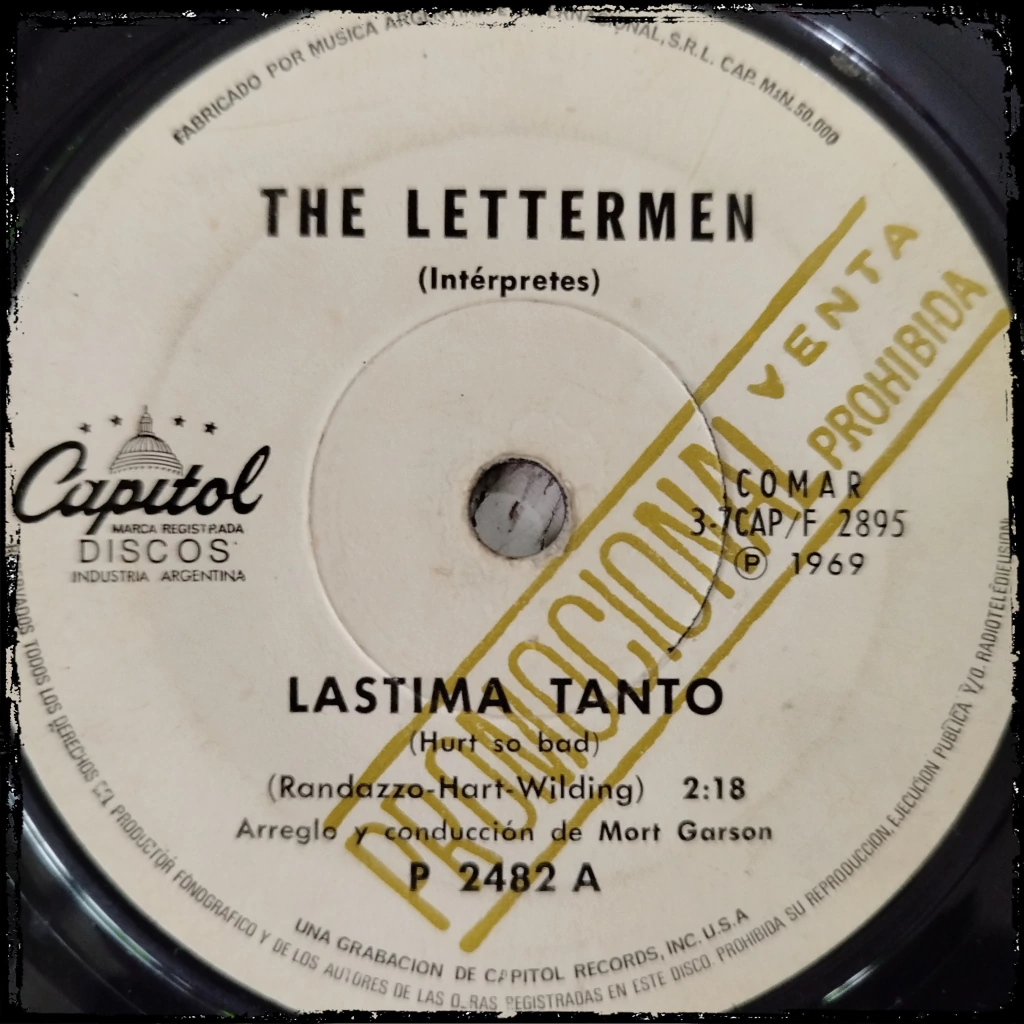 FABRICADO POR MUSICA ARGENTINA INTERNACIONAL, S.R.L. CAP. M$N. 50.000
THE LETTERMEN
(Intérpretes)
VENTA
PROHIBIDA
PROMOCIONAL
Capitol
MARCA REGISTRADA
DISCOS
INDUSTRIA ARGENTINA
COMAR
3-7CAP/F 2895
Ⓟ 1969
LASTIMA TANTO
(Hurt so bad)
(Randazzo-Hart-Wilding) 2:18
Arreglo y conducción de Mort Garson
P 2482 A
UNA GRABACION DE CAPITOL RECORDS, INC. U.S.A
TODOS LOS DERECHOS DEL PRODUCTOR FONOGRAFICO Y DE LOS AUTORES DE LAS OBRAS REGISTRADAS EN ESTE DISCO. PROHIBIDA SU REPRODUCCION, EJECUCION PUBLICA Y/O RADIOTELEDIFUSION